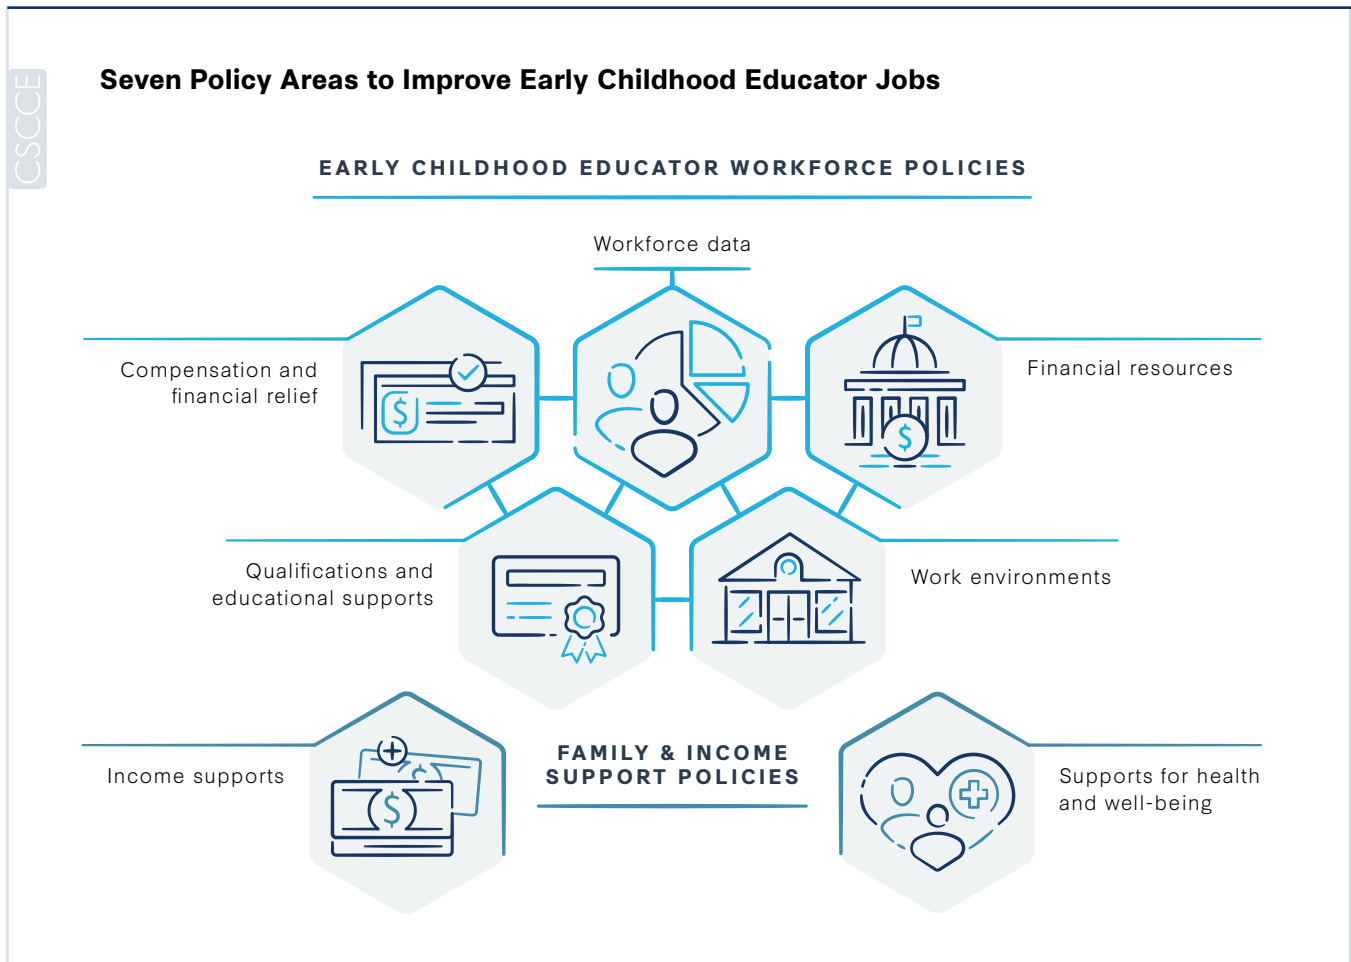 CSCCE
Seven Policy Areas to Improve Early Childhood Educator Jobs
EARLY CHILDHOOD EDUCATOR WORKFORCE POLICIES
Workforce data
Compensation and
financial relief
Financial resources
$
$
Qualifications and
educational supports
Work environments
Income supports
FAMILY & INCOME
SUPPORT POLICIES
Supports for health
and well-being
$
$